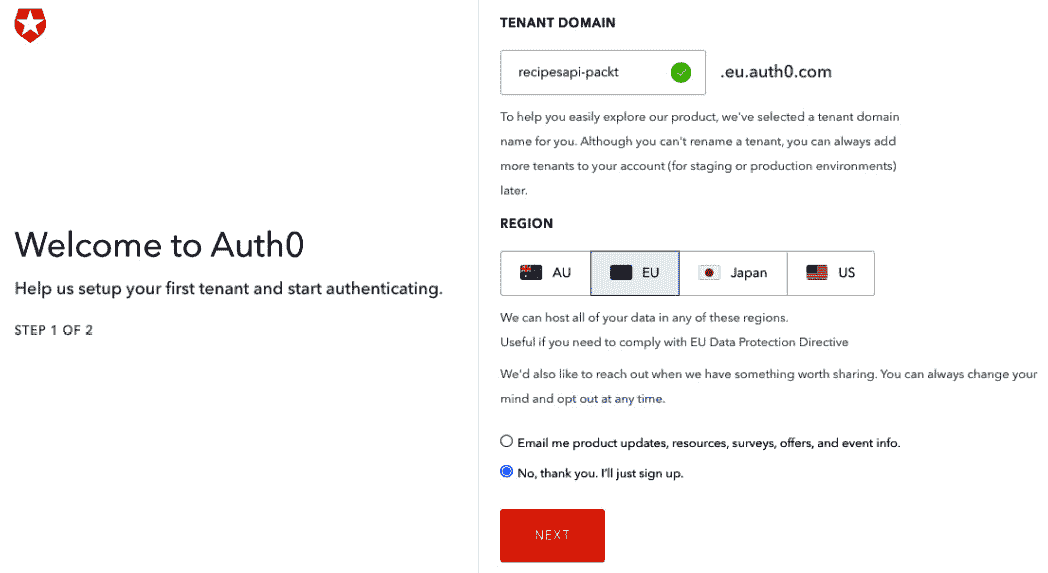 Welcome to Auth0
Help us setup your first tenant and start authenticating.
STEP 1 OF 2
TENANT DOMAIN
recipesapi-packt .eu.auth0.com
To help you easily explore our product, we've selected a tenant domain
name for you. Although you can't rename a tenant, you can always add
more tenants to your account (for staging or production environments)
later.
REGION
AU EU Japan US
We can host all of your data in any of these regions.
Useful if you need to comply with EU Data Protection Directive
We'd also like to reach out when we have something worth sharing. You can always change your
mind and opt out at any time.
Email me product updates, resources, surveys, offers, and event info.
No, thank you. I'll just sign up.
NEXT